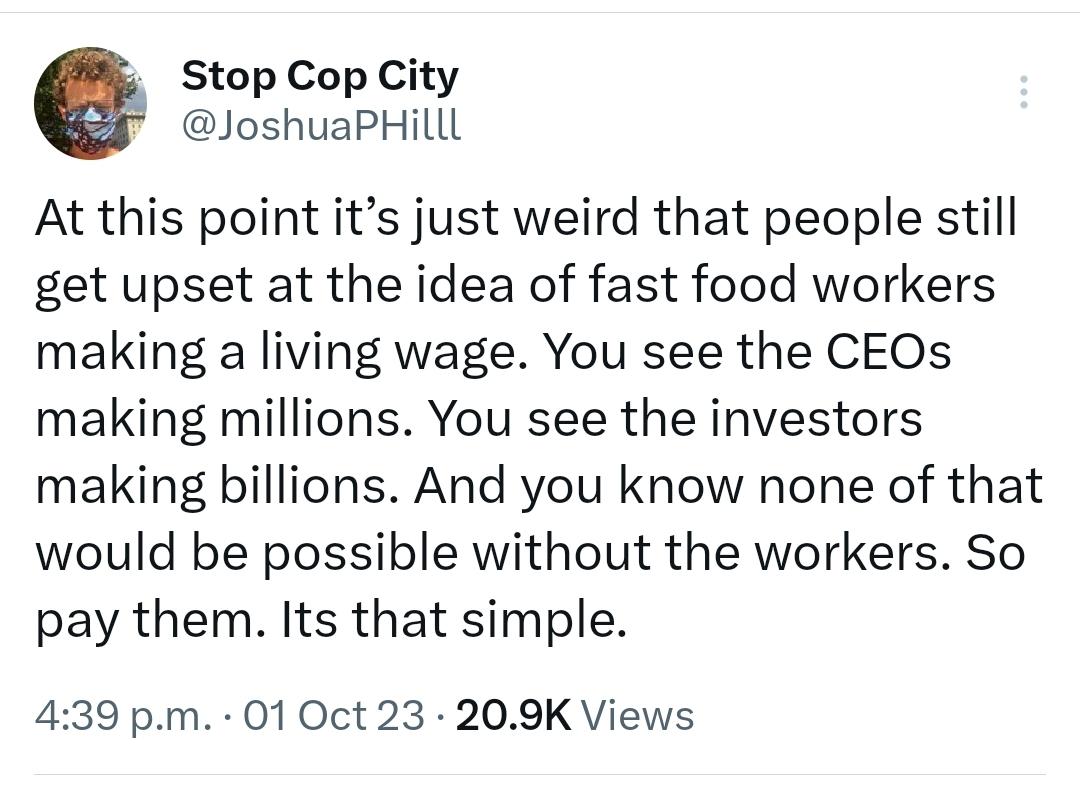 Stop Cop City
@JoshuaPHilll
At this point it’s just weird that people still
get upset at the idea of fast food workers
making a living wage. You see the CEOs
making millions. You see the investors
making billions. And you know none of that
would be possible without the workers. So
pay them. Its that simple.
4:39 p.m. · 01 Oct 23 · 20.9K Views